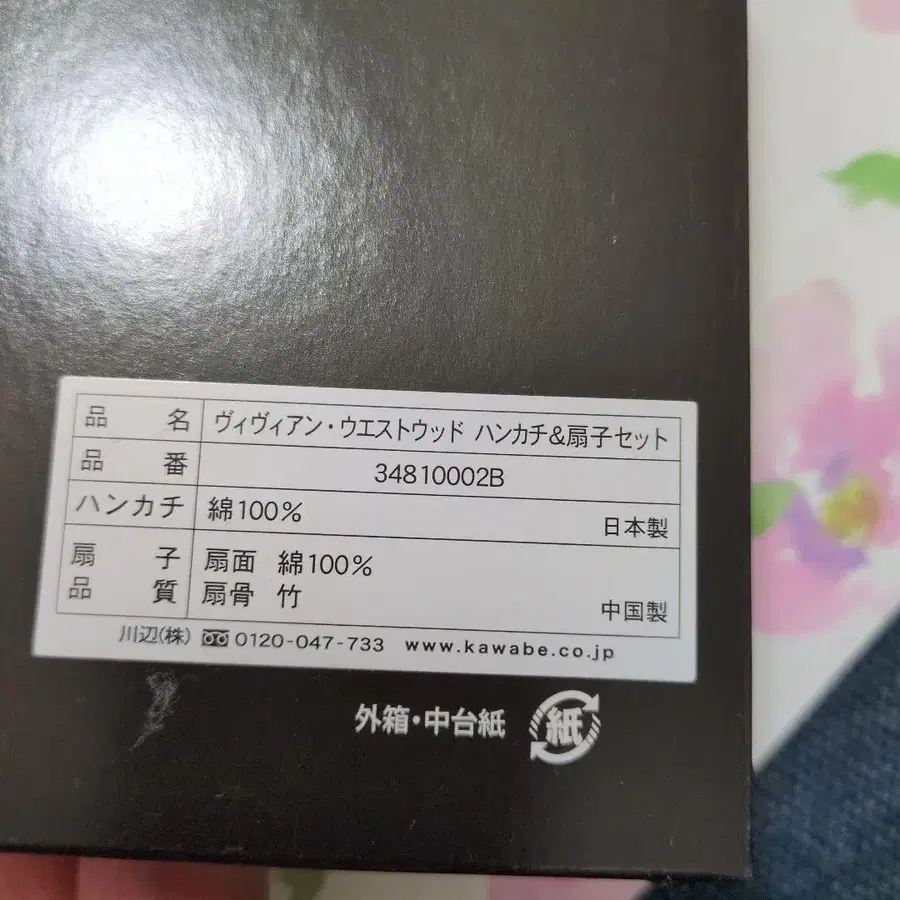 品名 ヴィヴィアン・ウエストウッド ハンカチ&扇子セット
品番 34810002B
ハンカチ 綿100% 日本製
扇子 扇面 綿100%
品質 扇骨 竹 中国製
川辺(株) 0120-047-733 www.kawabe.co.jp
外箱・中台紙 紙